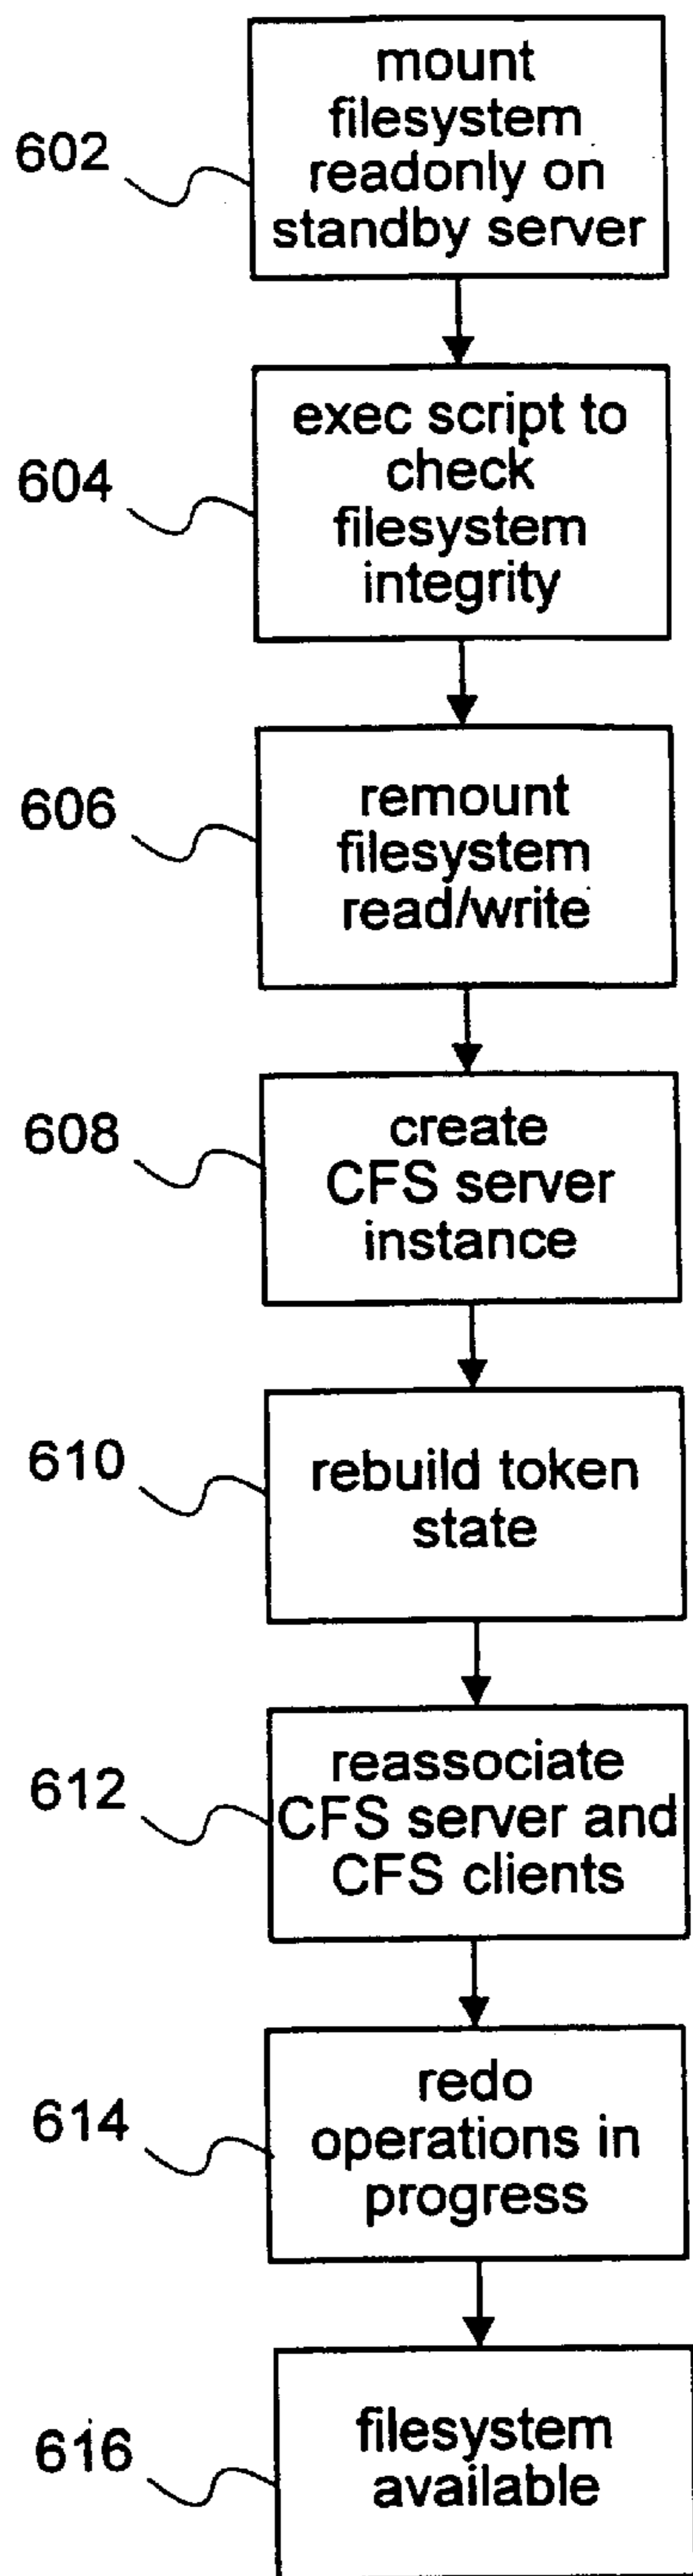 602
mount
filesystem
readonly on
standby server
604
exec script to
check
filesystem
integrity
606
remount
filesystem
read/write
608
create
CFS server
instance
610
rebuild token
state
612
reassociate
CFS server and
CFS clients
614
redo
operations in
progress
616
filesystem
available